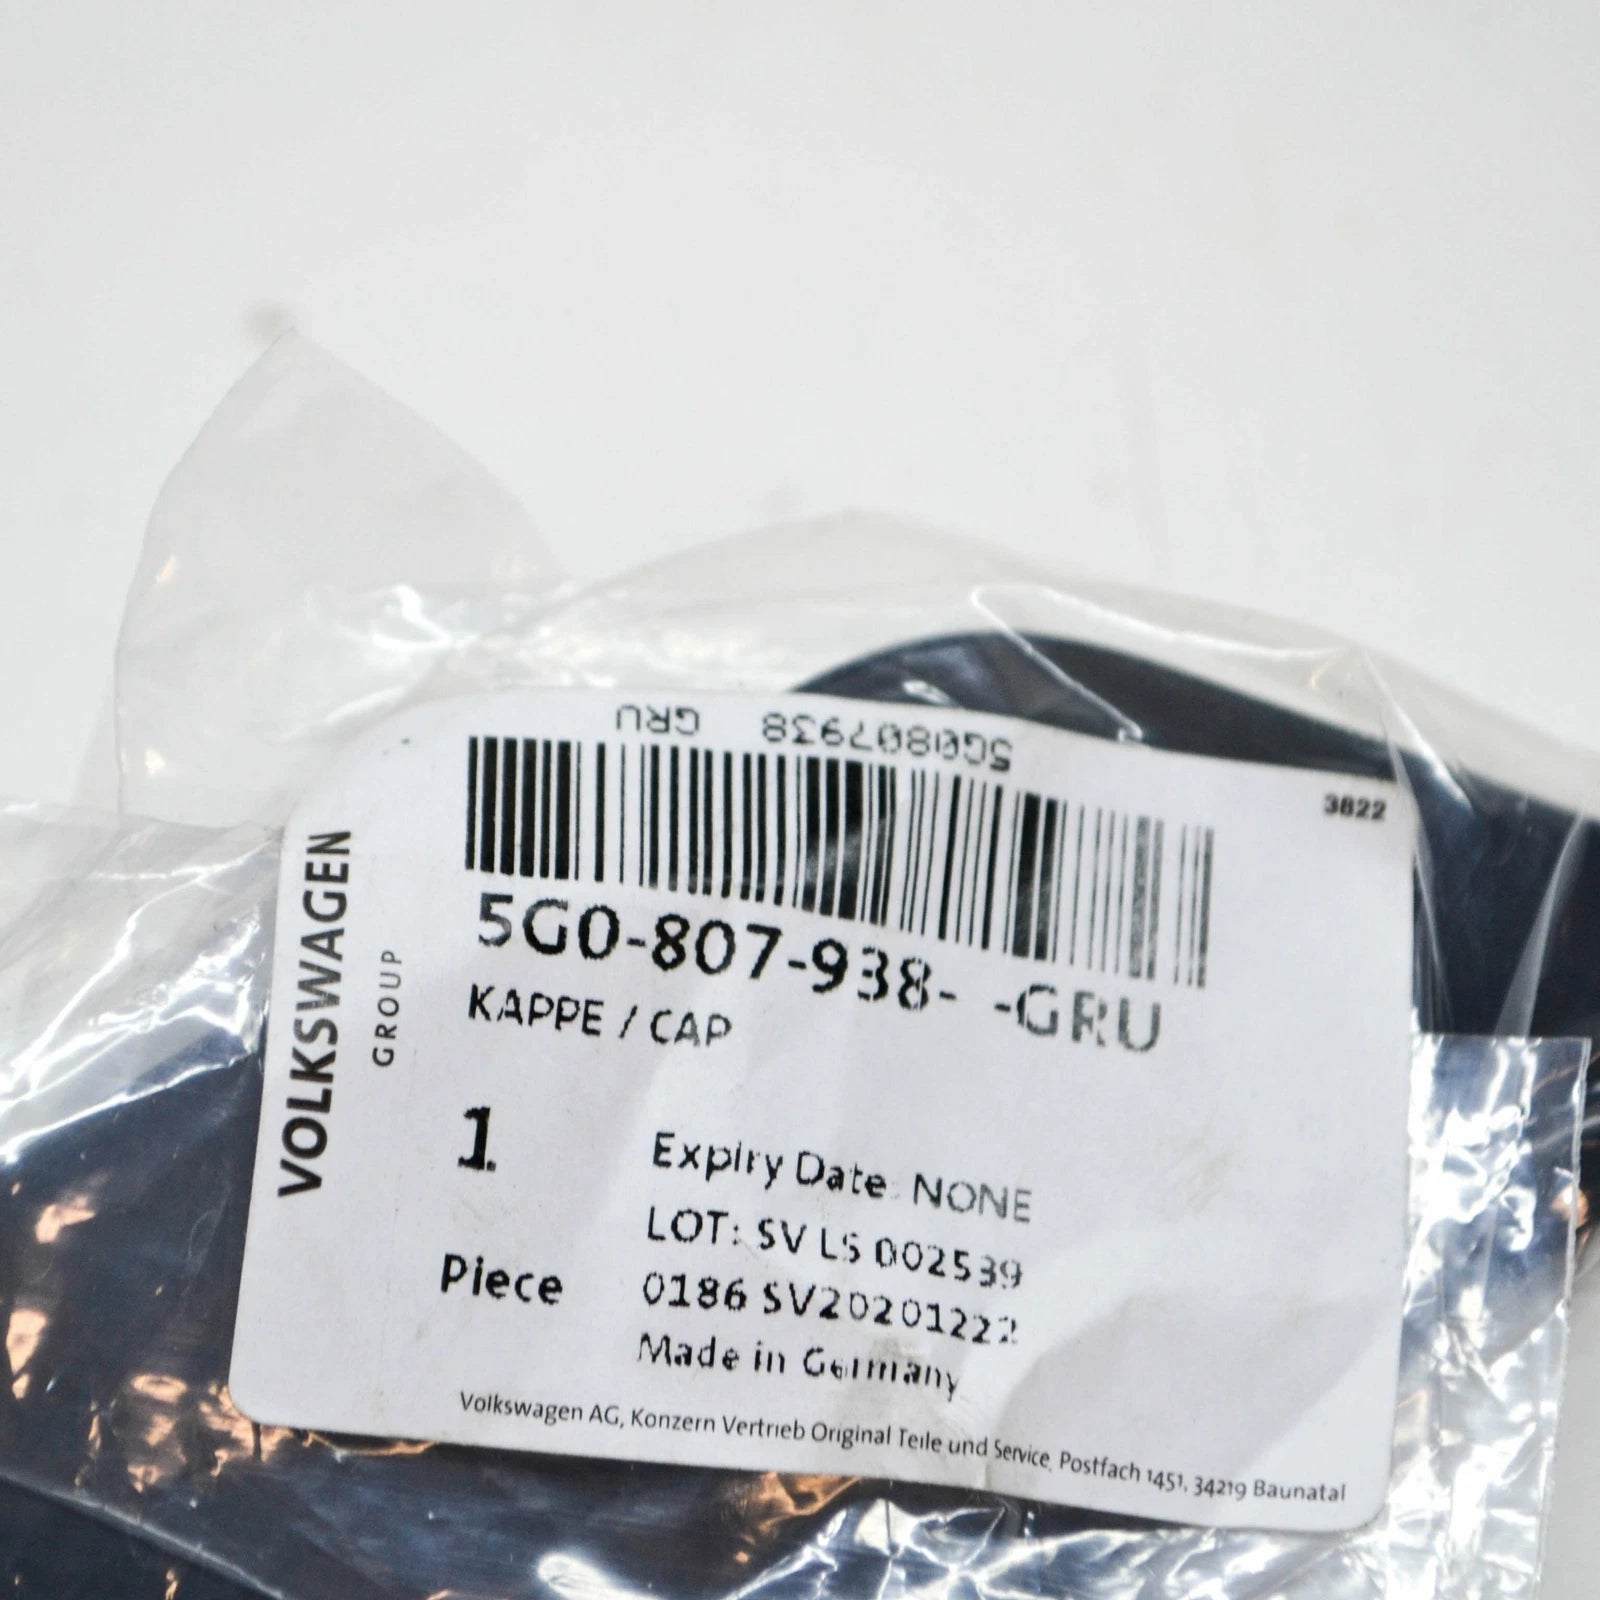 5G0807938 GRU
3822
VOLKSWAGEN
GROUP
5G0-807-938- -GRU
KAPPE / CAP
1
Piece
Expiry Date: NONE
LOT: SV LS 002539
0186 SV20201222
Made in Germany
Volkswagen AG, Konzern Vertrieb Original Teile und Service, Postfach 1451, 34219 Baunatal